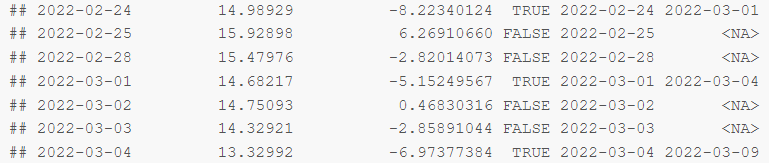 ## 2022-02-24 14.98929 -8.22340124 TRUE 2022-02-24 2022-03-01
## 2022-02-25 15.92898 6.26910660 FALSE 2022-02-25 <NA>
## 2022-02-28 15.47976 -2.82014073 FALSE 2022-02-28 <NA>
## 2022-03-01 14.68217 -5.15249567 TRUE 2022-03-01 2022-03-04
## 2022-03-02 14.75093 0.46830316 FALSE 2022-03-02 <NA>
## 2022-03-03 14.32921 -2.85891044 FALSE 2022-03-03 <NA>
## 2022-03-04 13.32992 -6.97377384 TRUE 2022-03-04 2022-03-09